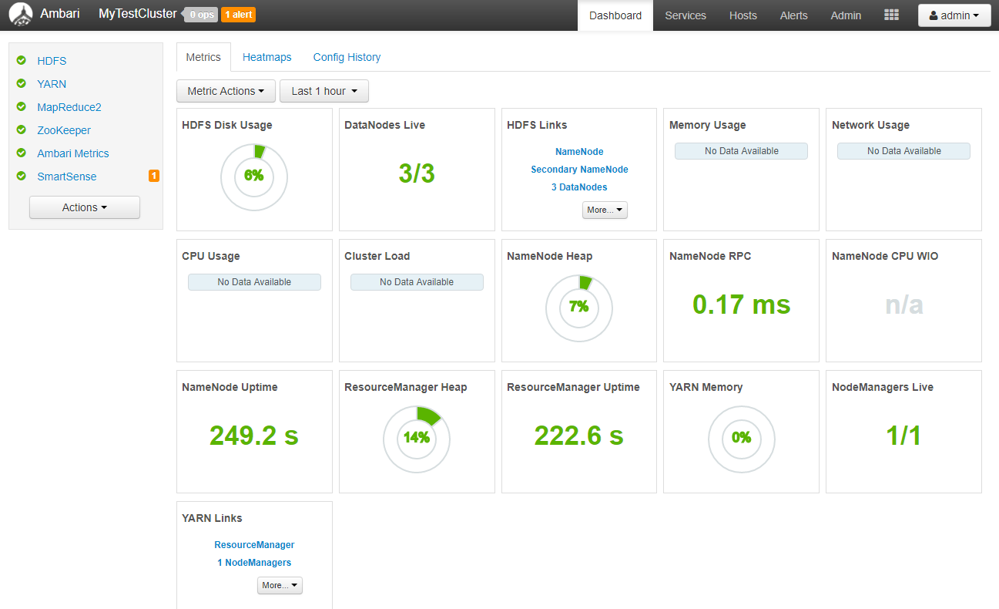 Ambari MyTestCluster 0 ops 1 alert Dashboard Services Hosts Alerts Admin admin
HDFS
YARN
MapReduce2
ZooKeeper
Ambari Metrics
SmartSense 1
Actions
Metrics Heatmaps Config History
Metric Actions Last 1 hour
HDFS Disk Usage
6%
DataNodes Live
3/3
HDFS Links
NameNode
Secondary NameNode
3 DataNodes
More...
Memory Usage
No Data Available
Network Usage
No Data Available
CPU Usage
No Data Available
Cluster Load
No Data Available
NameNode Heap
7%
NameNode RPC
0.17 ms
NameNode CPU WIO
n/a
NameNode Uptime
249.2 s
ResourceManager Heap
14%
ResourceManager Uptime
222.6 s
YARN Memory
0%
NodeManagers Live
1/1
YARN Links
ResourceManager
1 NodeManagers
More...